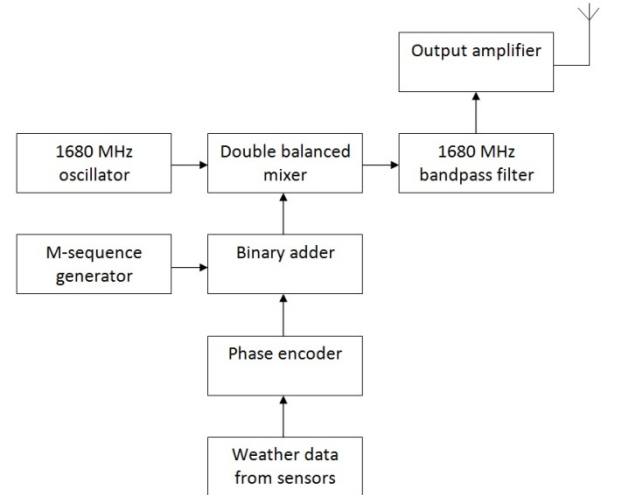 Output amplifier
1680 MHz
oscillator
Double balanced
mixer
1680 MHz
bandpass filter
M-sequence
generator
Binary adder
Phase encoder
Weather data
from sensors